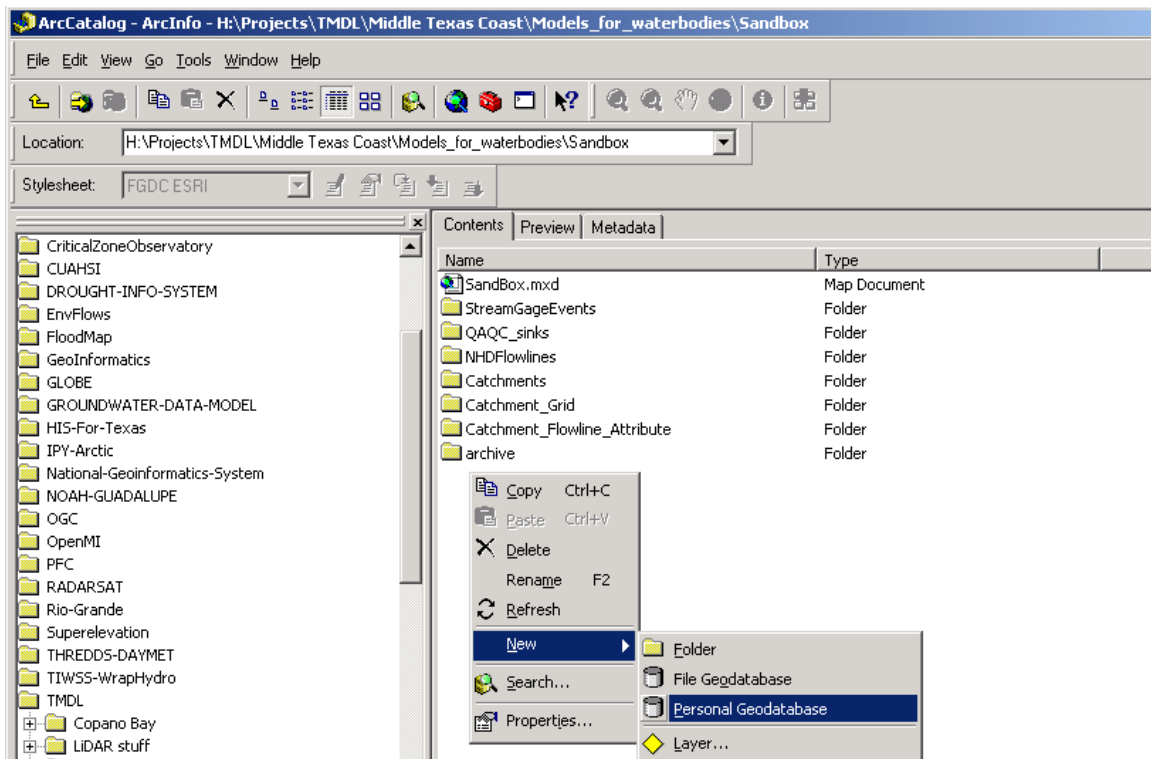 ArcCatalog - ArcInfo - H:\Projects\TMDL\Middle Texas Coast\Models_for_waterbodies\Sandbox
File Edit View Go Tools Window Help
Location: H:\Projects\TMDL\Middle Texas Coast\Models_for_waterbodies\Sandbox
Stylesheet: FGDC ESRI
CriticalZoneObservatory
CUAHSI
DROUGHT-INFO-SYSTEM
EnvFlows
FloodMap
GeoInformatics
GLOBE
GROUNDWATER-DATA-MODEL
HIS-For-Texas
IPY-Arctic
National-Geoinformatics-System
NOAH-GUADALUPE
OGC
OpenMI
PFC
RADARSAT
Rio-Grande
Superelevation
THREDDS-DAYMET
TIWSS-WrapHydro
TMDL
Copano Bay
LiDAR stuff
Contents Preview Metadata
Name Type
SandBox.mxd Map Document
StreamGageEvents Folder
QAQC_sinks Folder
NHDFlowlines Folder
Catchments Folder
Catchment_Grid Folder
Catchment_Flowline_Attribute Folder
archive Folder
Copy Ctrl+C
Paste Ctrl+V
Delete
Rename F2
Refresh
New
Search...
Properties...
Folder
File Geodatabase
Personal Geodatabase
Layer...